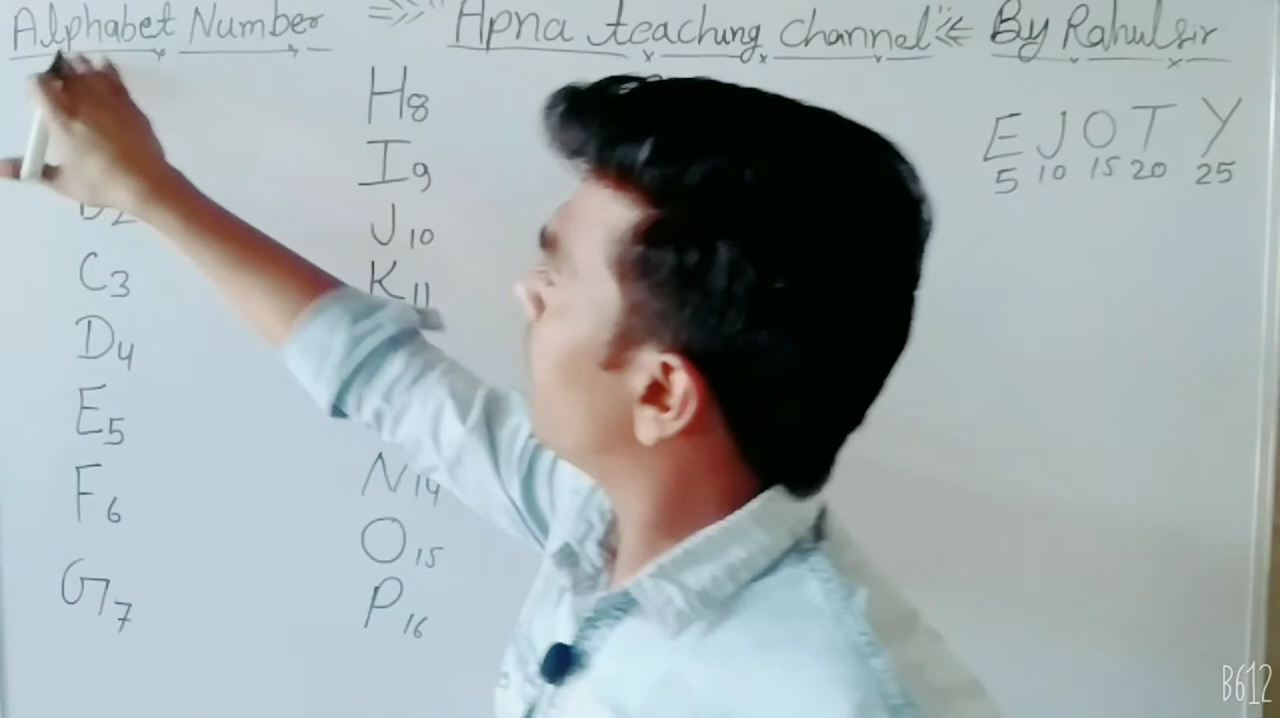 Alphabet Number => Apna teaching channel <= By Rahul sir
C3
D4
E5
F6
G7
H8
I9
J10
K11
N14
O15
P16
E J O T Y
5 10 15 20 25
B612